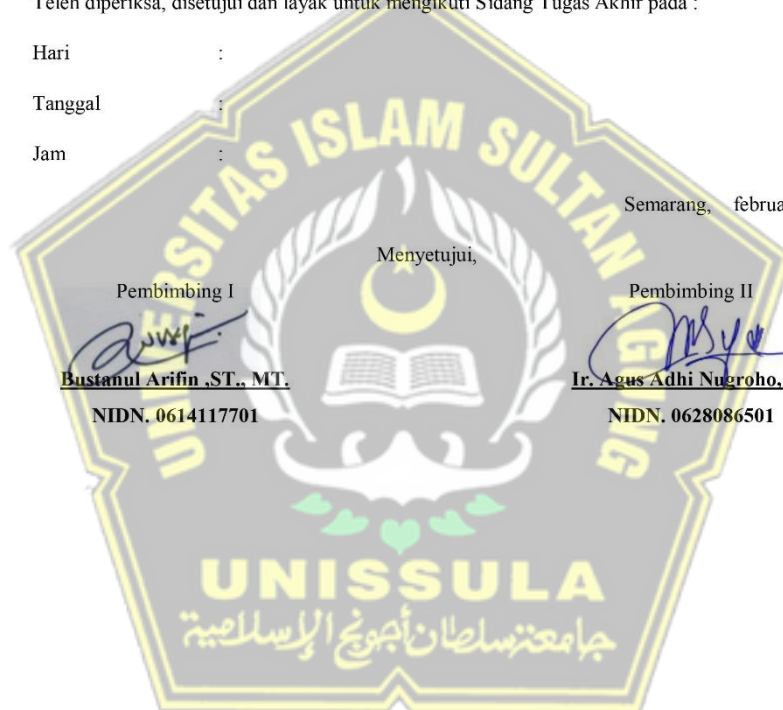 Telen diperiksa, disetujui dan layak untuk mengikuti Sidang Tugas Akhir pada :
Hari :
Tanggal :
Jam :
Semarang, februa
Menyetujui,
Pembimbing I Pembimbing II
Bustanul Arifin ,ST., MT. Ir. Agus Adhi Nugroho,
NIDN. 0614117701 NIDN. 0628086501
UNIVERSITAS ISLAM SULTAN AGUNG
UNISSULA
جامعة سلطان أجونج الإسلامية